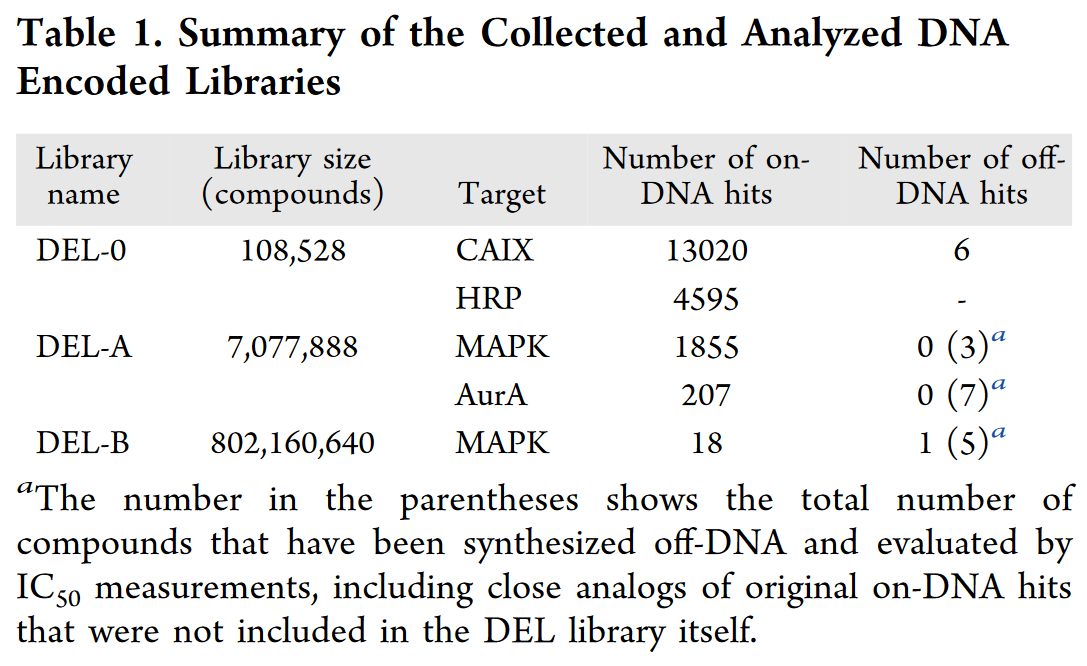 Table 1. Summary of the Collected and Analyzed DNA
Encoded Libraries
Library name Library size (compounds) Target Number of on-DNA hits Number of off-DNA hits
DEL-0 108,528 CAIX 13020 6
HRP 4595 -
DEL-A 7,077,888 MAPK 1855 0 (3)a
AurA 207 0 (7)a
DEL-B 802,160,640 MAPK 18 1 (5)a
aThe number in the parentheses shows the total number of
compounds that have been synthesized off-DNA and evaluated by
IC50 measurements, including close analogs of original on-DNA hits
that were not included in the DEL library itself.